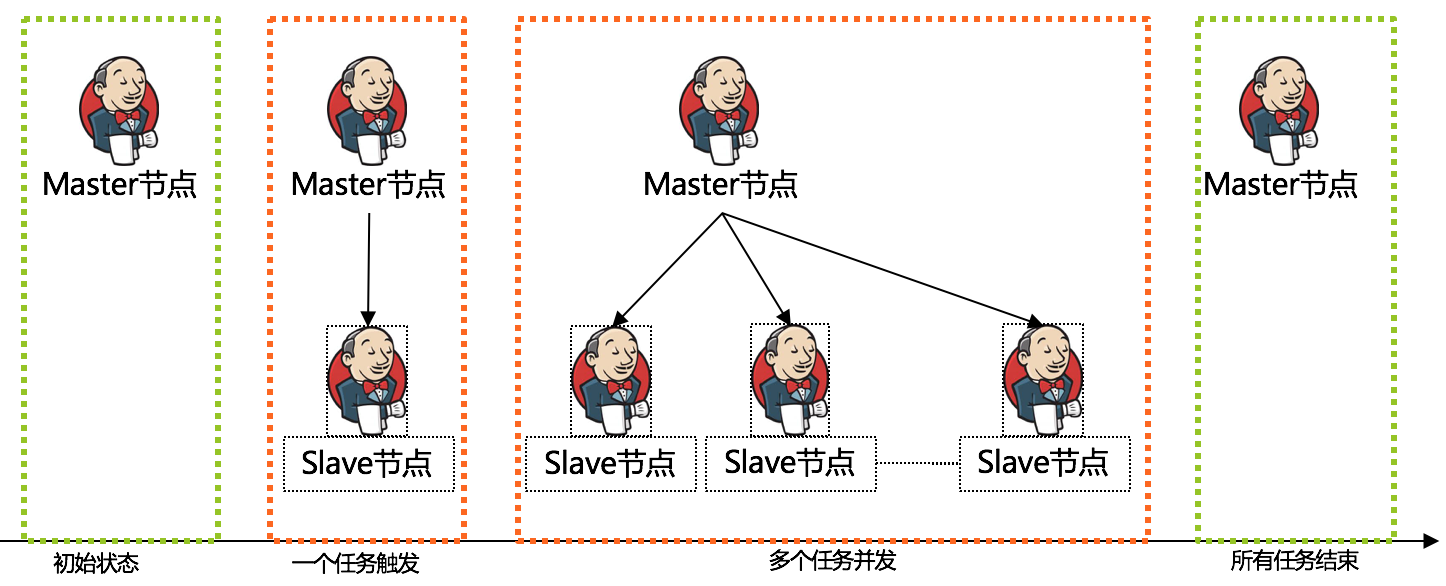 Master节点
Master节点
Master节点
Master节点
Slave节点
Slave节点
Slave节点
Slave节点
初始状态
一个任务触发
多个任务并发
所有任务结束